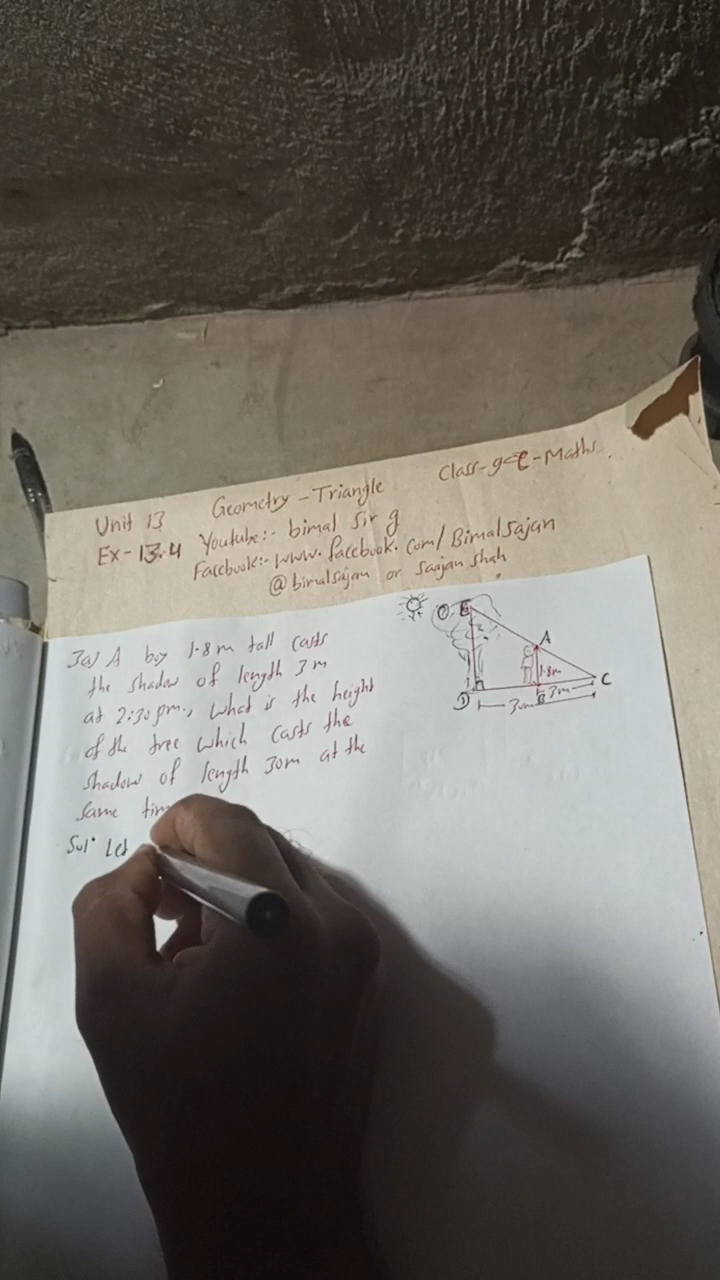 Unit 13 Geometry - Triangle Class-9 - Maths.
Ex - 13.4 Youtube:- bimal sir g
Facebook:- www.facebook.com/Bimalsajan
@bimalsajan or sajan shah
3a) A boy 1.8m tall casts
the shadow of length 3m
at 2:30 pm., What is the height
of the tree which casts the
shadow of length 30m at the
same
Sol: Let
E
A
1.8m
C
D
30m
B
3m